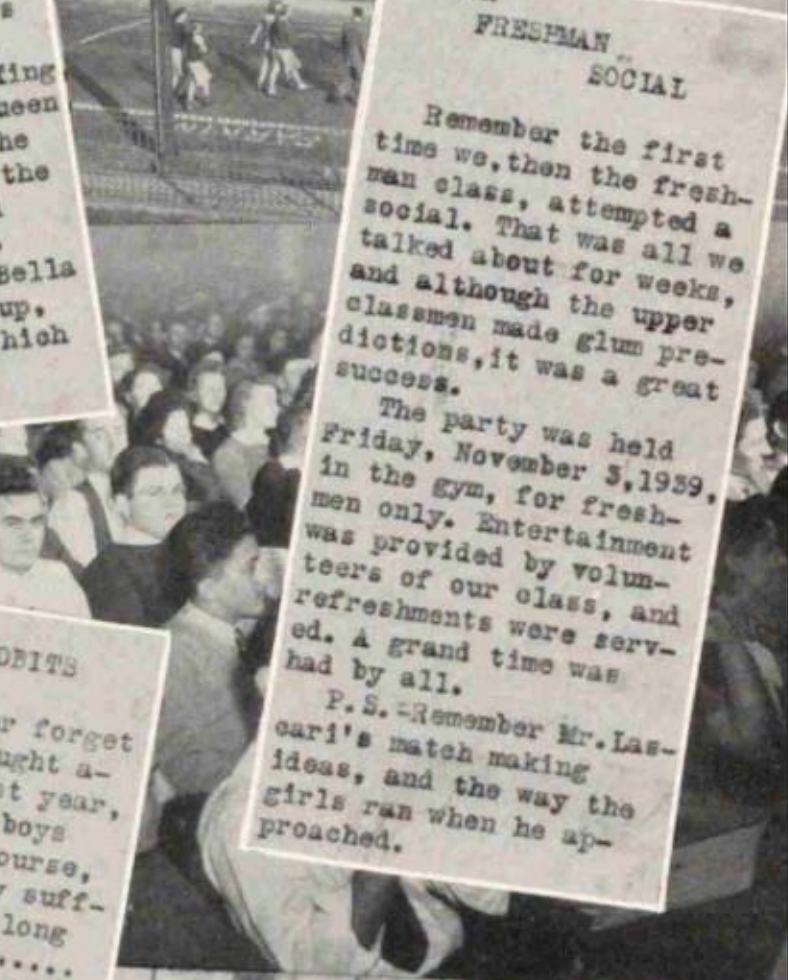 s
ing
ueen
he
the
Bella
up,
hich
FRESHMAN
SOCIAL
Remember the first
time we,then the fresh-
man class, attempted a
social. That was all we
talked about for weeks,
and although the upper
classmen made glum pre-
dictions,it was a great
success.
The party was held
Friday, November 3,1939,
in the gym, for fresh-
men only. Entertainment
was provided by volun-
teers of our class, and
refreshments were serv-
ed. A grand time was
had by all.
P.S.-Remember Mr.Las-
cari's match making
ideas, and the way the
girls ran when he ap-
proached.
OBITS
r forget
ught a-
st year,
boys
ourse,
y suff-
long
.....